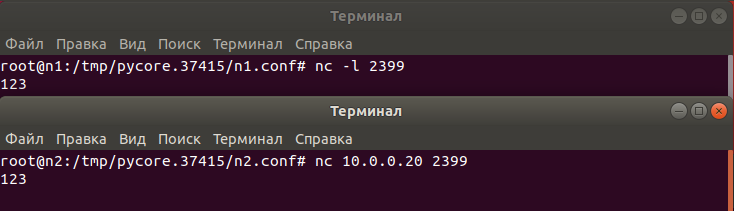 Терминал
Файл Правка Вид Поиск Терминал Справка
root@n1:/tmp/pycore.37415/n1.conf# nc -l 2399
123
Терминал
Файл Правка Вид Поиск Терминал Справка
root@n2:/tmp/pycore.37415/n2.conf# nc 10.0.0.20 2399
123